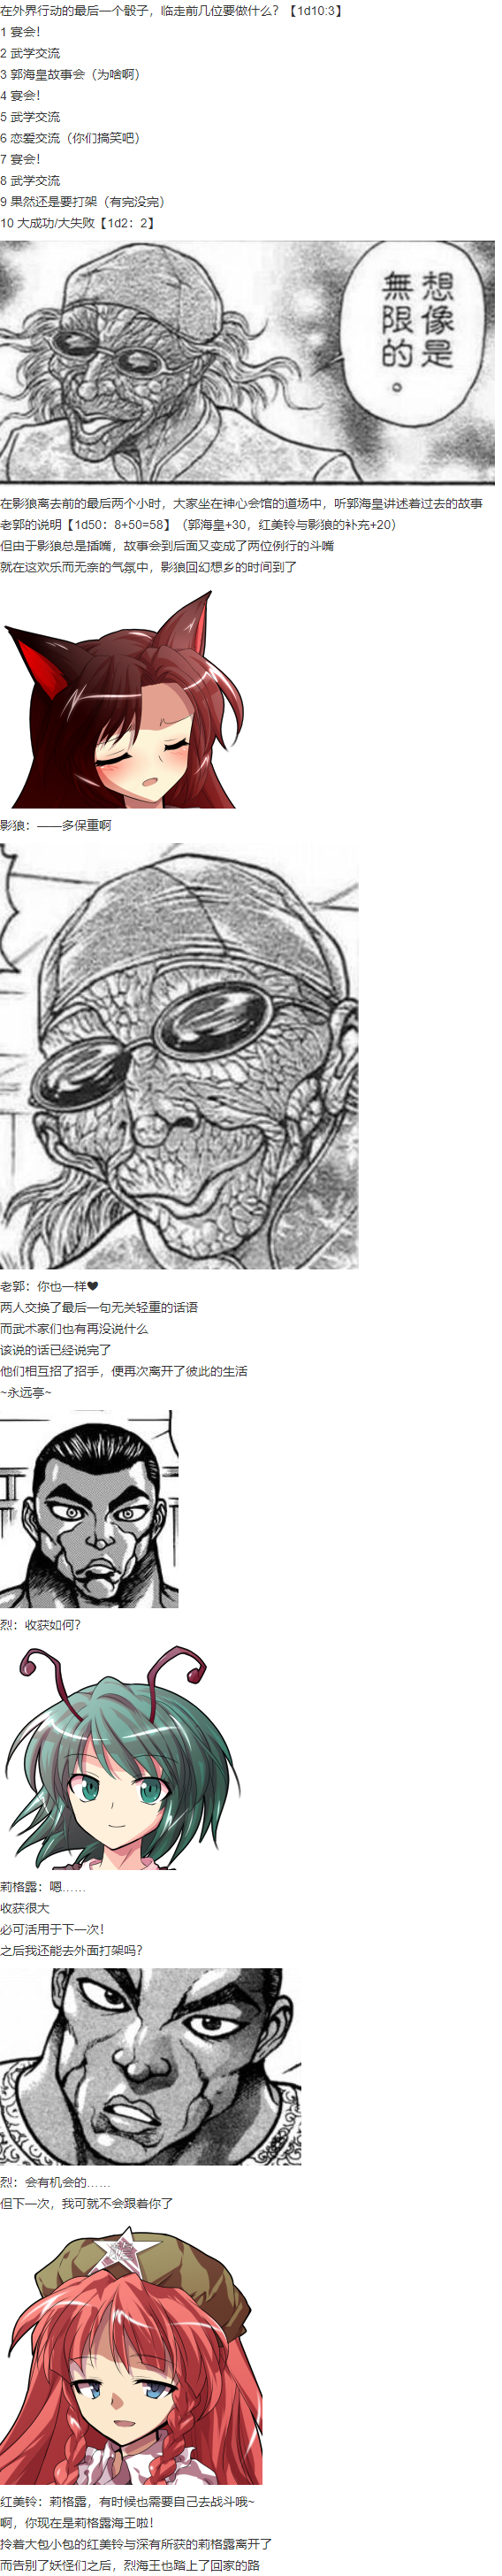 在外界行动的最后一个骰子，临走前几位要做什么？【1d10:3】
1 宴会！
2 武学交流
3 郭海皇故事会（为啥啊）
4 宴会！
5 武学交流
6 恋爱交流（你们搞笑吧）
7 宴会！
8 武学交流
9 果然还是要打架（有完没完）
10 大成功/大失败【1d2：2】
想像是
無限的。
在影狼离去前的最后两个小时，大家坐在神心会馆的道场中，听郭海皇讲述着过去的故事
老郭的说明【1d50：8+50=58】（郭海皇+30，红美铃与影狼的补充+20）
但由于影狼总是插嘴，故事会到后面又变成了两位例行的斗嘴
就在这欢乐而无奈的气氛中，影狼回幻想乡的时间到了
影狼：——多保重啊
老郭：你也一样♥
两人交换了最后一句无关轻重的话语
而武术家们也有再没说什么
该说的话已经说完了
他们相互招了招手，便再次离开了彼此的生活
~永远亭~
烈：收获如何？
莉格露：嗯……
收获很大
必可活用于下一次！
之后我还能去外面打架吗？
烈：会有机会的……
但下一次，我可就不会跟着你了
红美铃：莉格露，有时候也需要自己去战斗哦~
啊，你现在是莉格露海王啦！
拎着大包小包的红美铃与深有所获的莉格露离开了
而告别了妖怪们之后，烈海王也踏上了回家的路